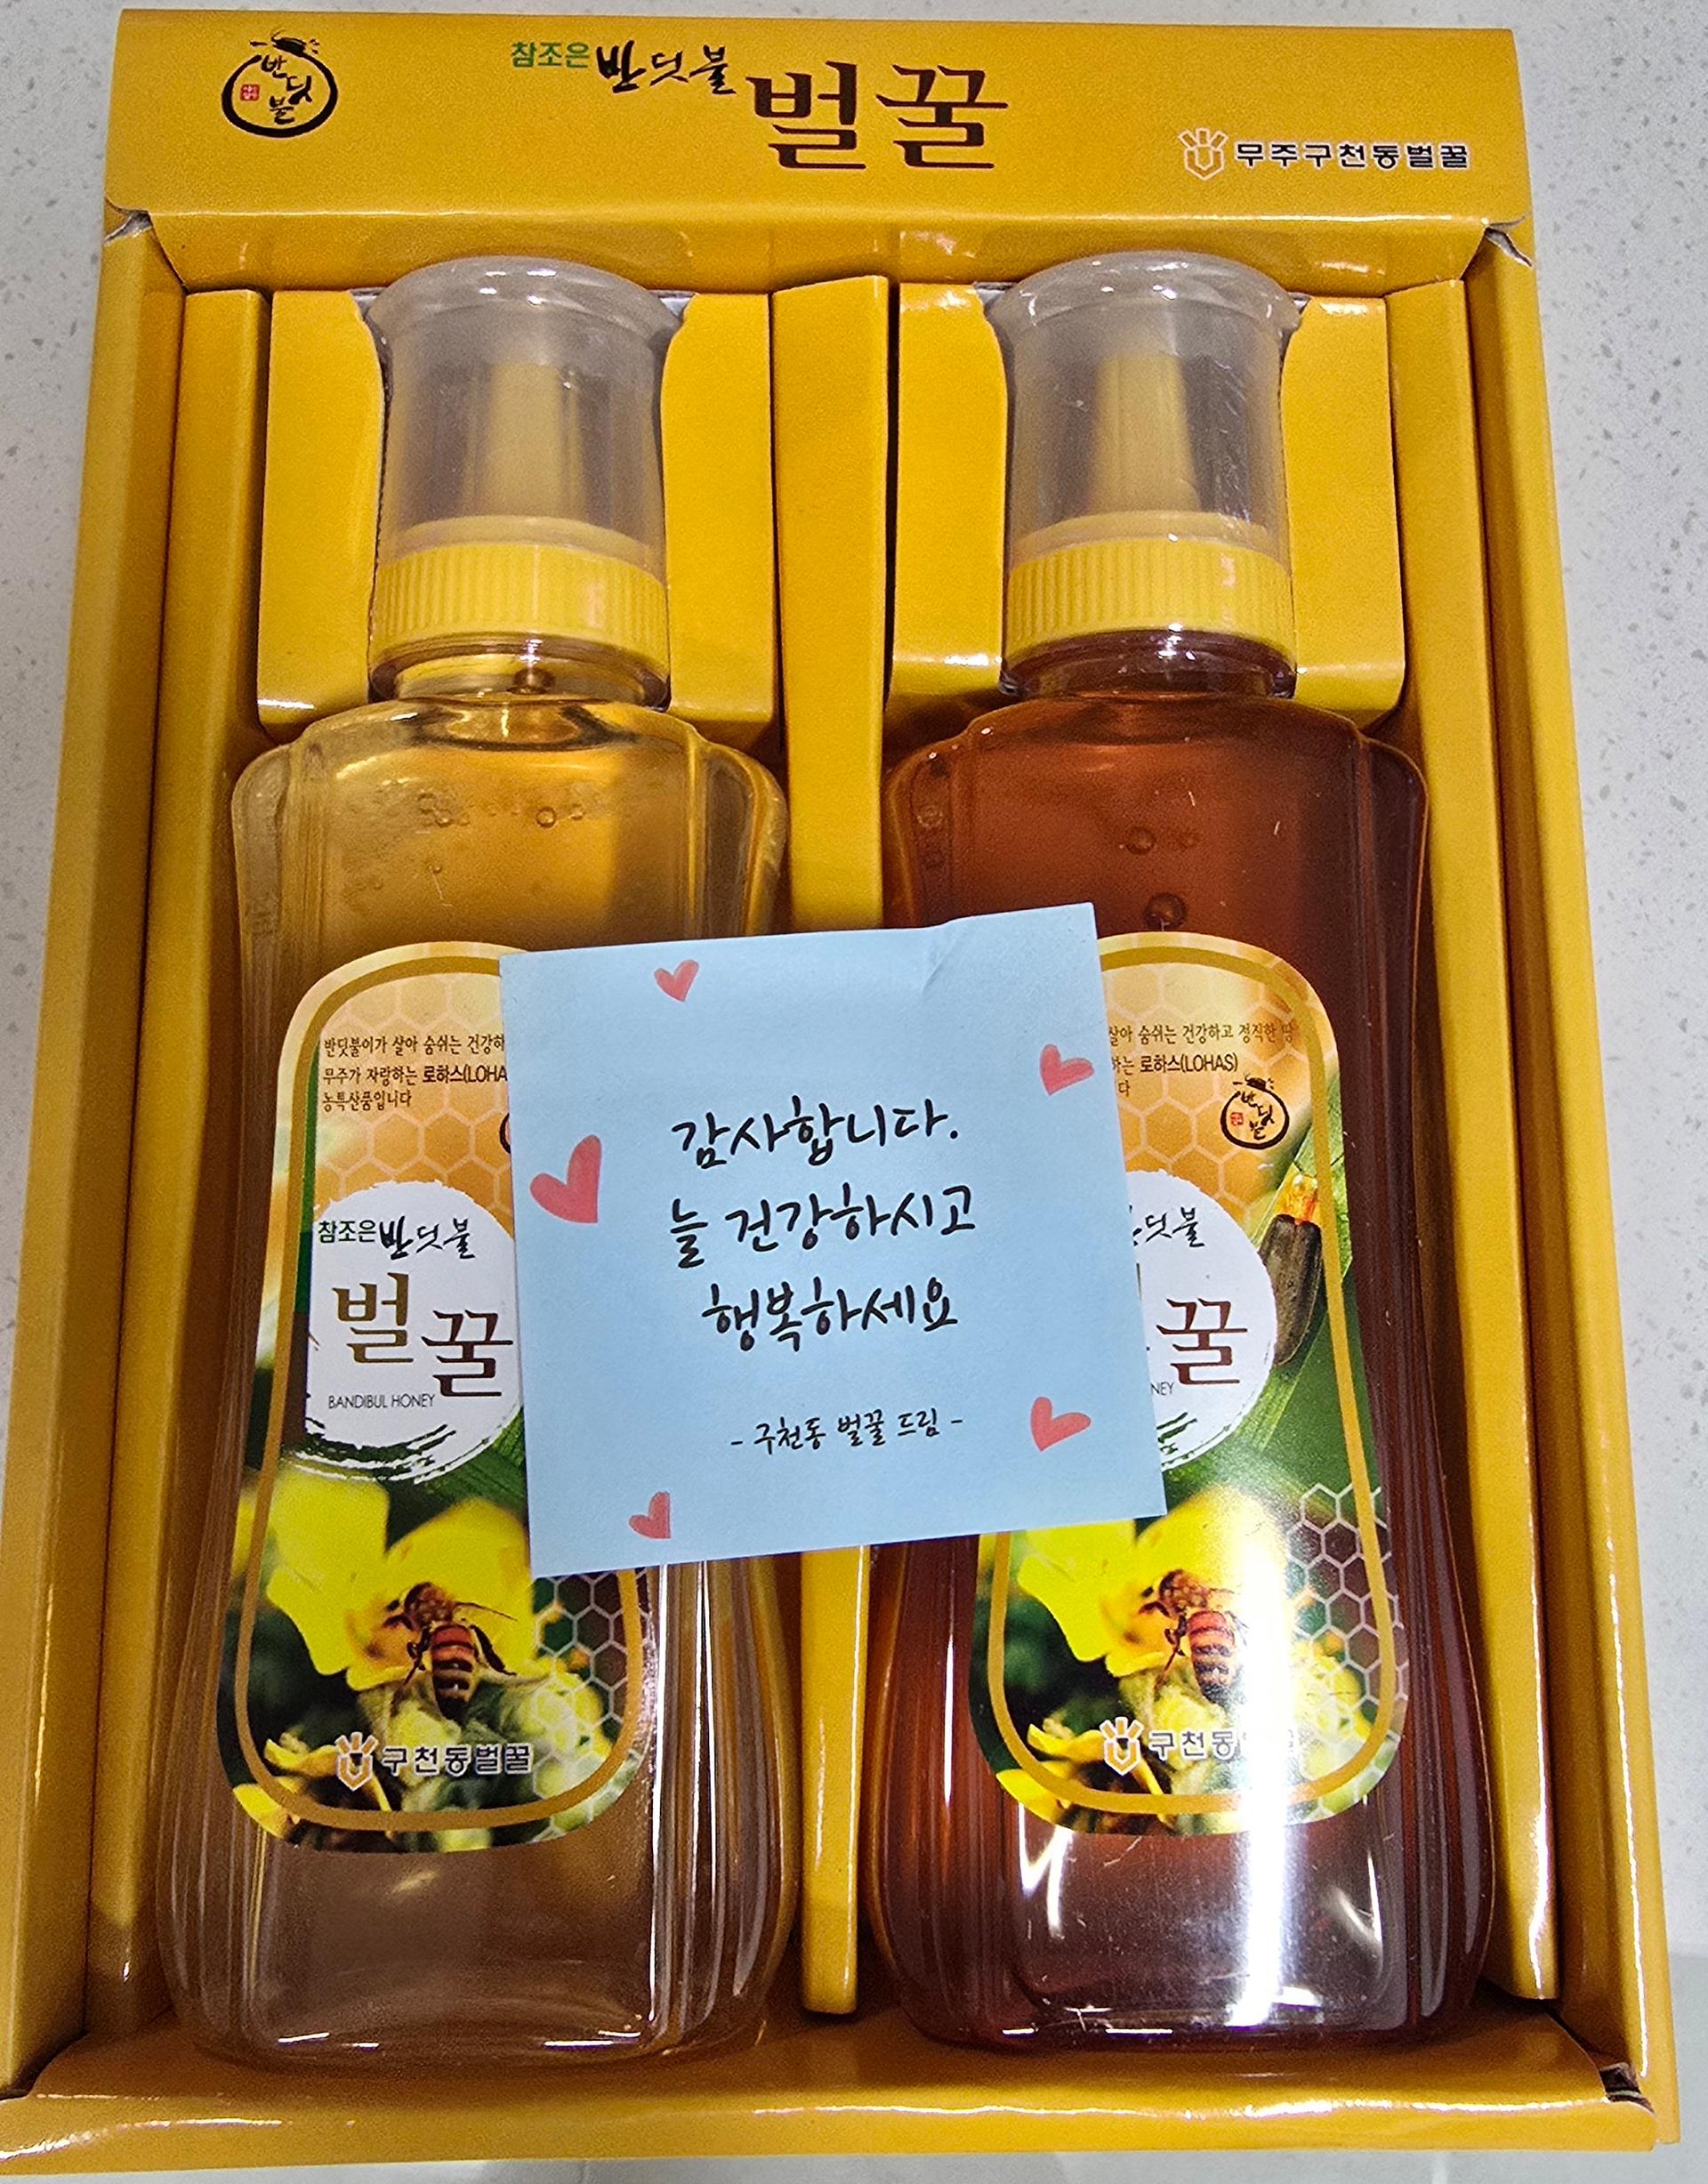 반딧불
참조은 반딧불 벌꿀
무주구천동벌꿀
반딧불이가 살아 숨쉬는 건강하
무주가 자랑하는 로하스(LOHA
농특산품입니다
참조은 반딧불
벌꿀
BANDIBUL HONEY
구천동벌꿀
감사합니다.
늘 건강하시고
행복하세요
- 구천동 벌꿀 드림 -
살아 숨쉬는 건강하고 정직한 땅
하는 로하스(LOHAS)
다
반딧불
딧불
꿀
NEY
구천동벌꿀